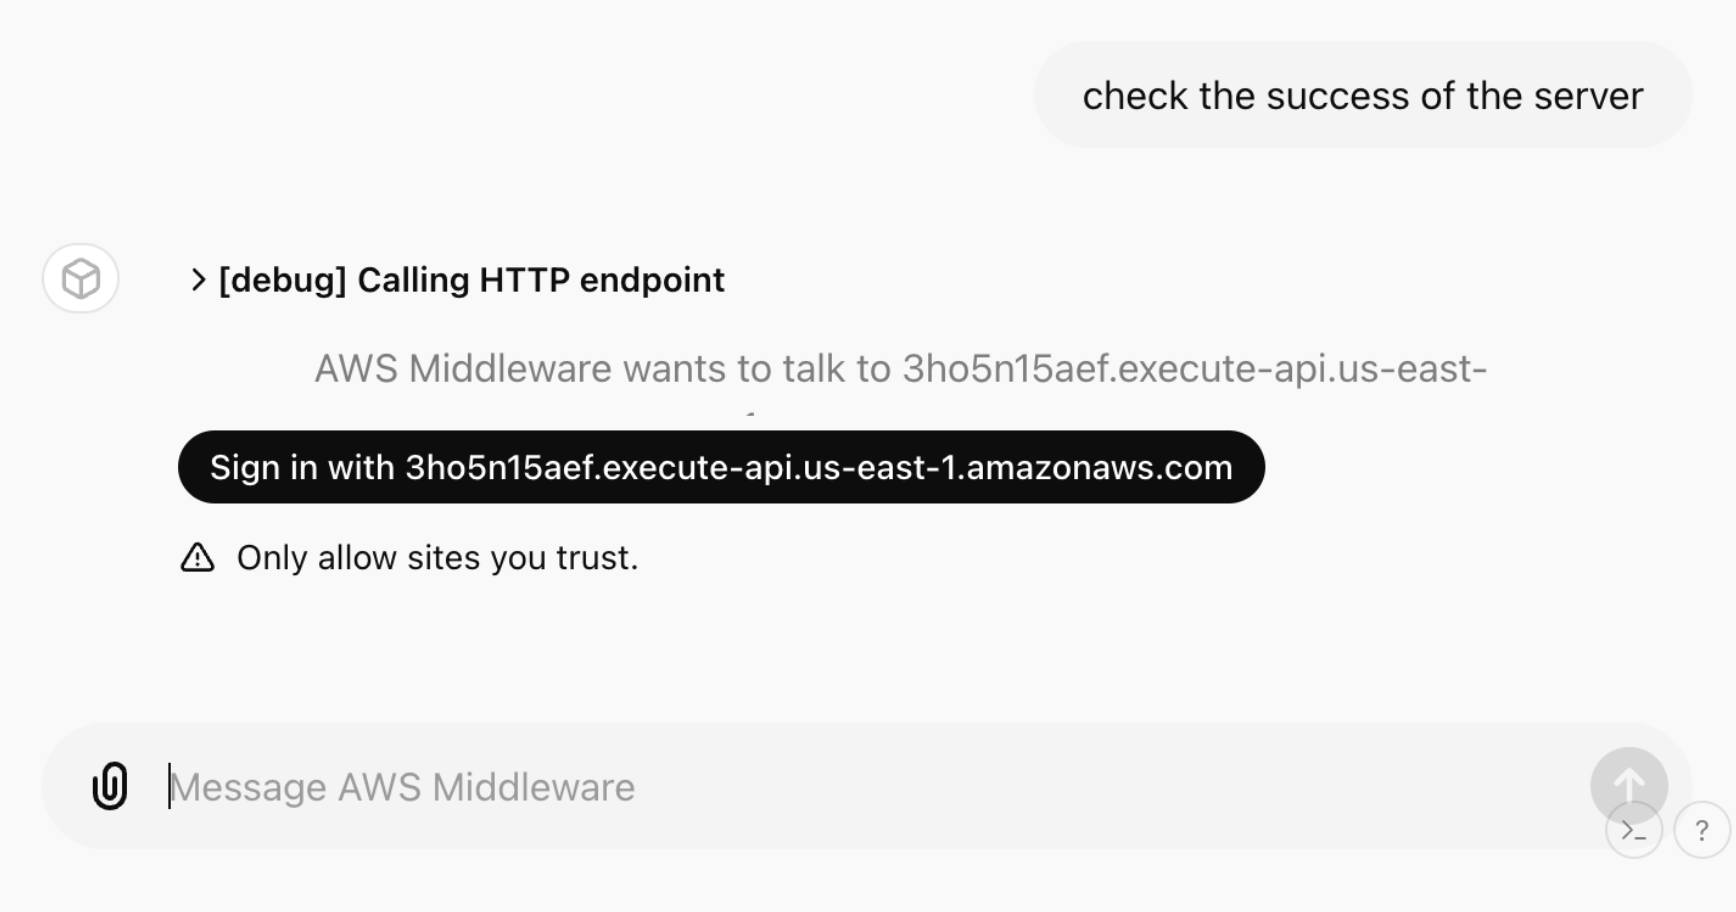 check the success of the server
[debug] Calling HTTP endpoint
AWS Middleware wants to talk to 3ho5n15aef.execute-api.us-east-
Sign in with 3ho5n15aef.execute-api.us-east-1.amazonaws.com
Only allow sites you trust.
Message AWS Middleware
>_ ?